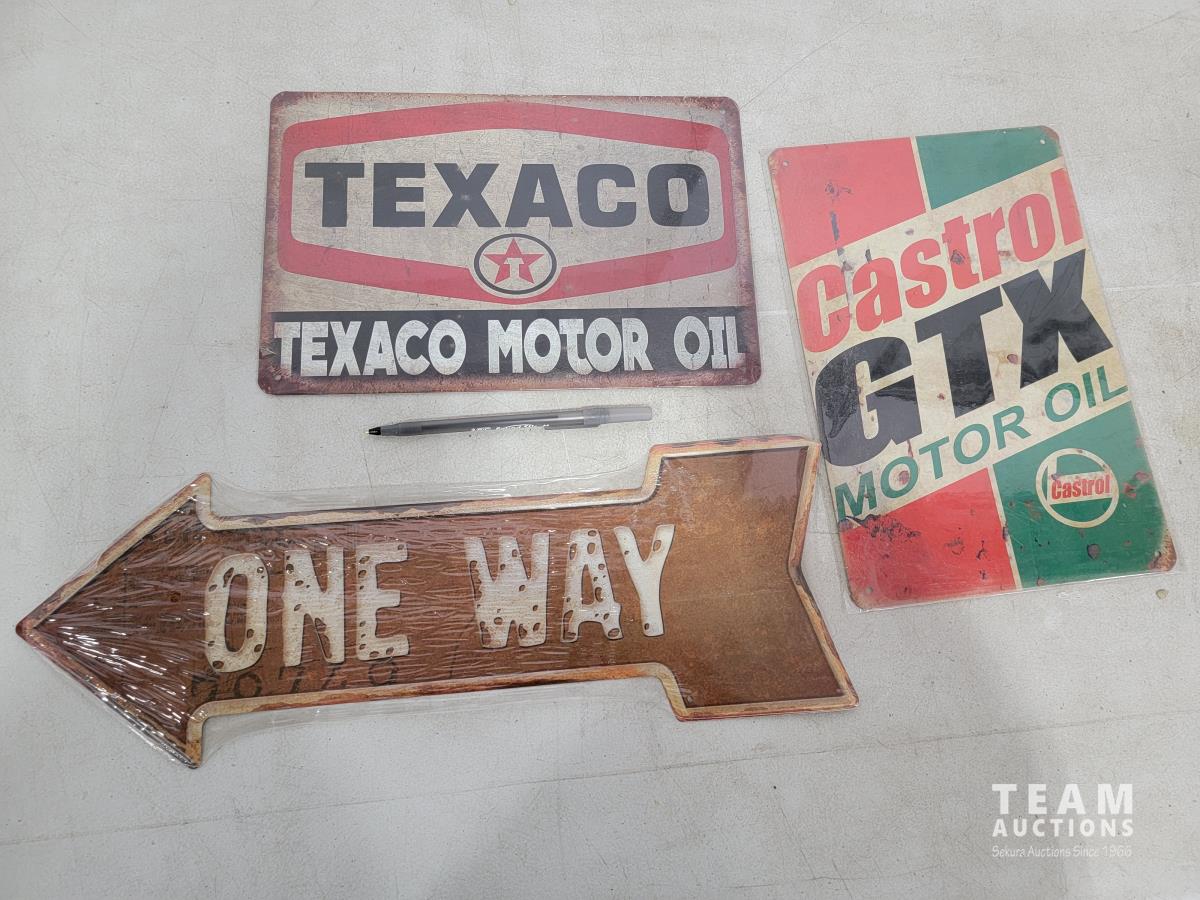 TEXACO
T
TEXACO MOTOR OIL
Castrol
GTX
MOTOR OIL
Castrol
ONE WAY
TEAM
AUCTIONS
Sekura Auctions Since 1966